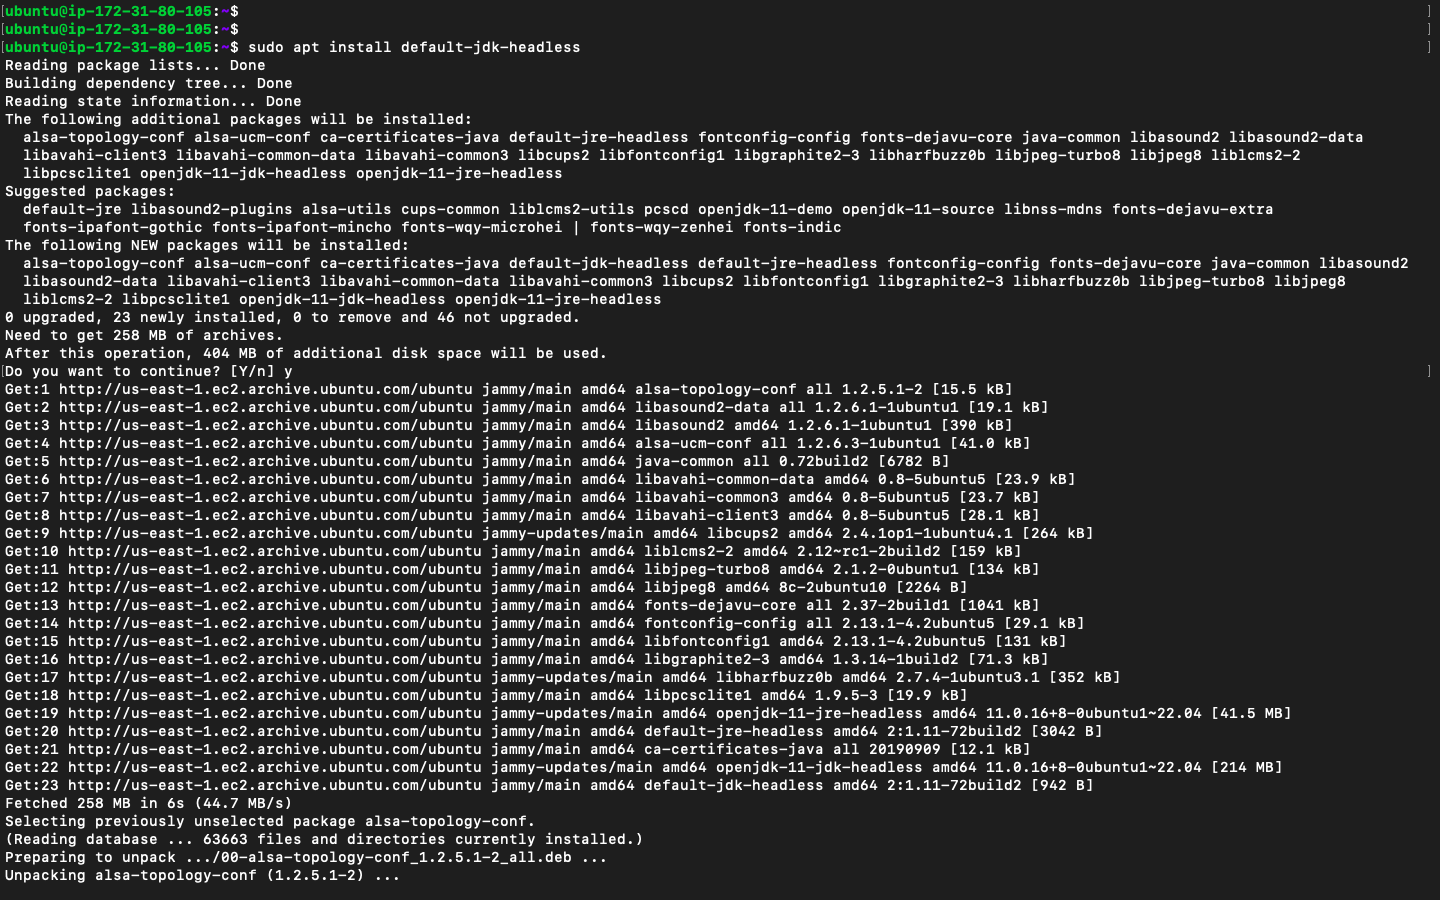 [ubuntu@ip-172-31-80-105:~$ ]
[ubuntu@ip-172-31-80-105:~$ ]
[ubuntu@ip-172-31-80-105:~$ sudo apt install default-jdk-headless ]
Reading package lists... Done
Building dependency tree... Done
Reading state information... Done
The following additional packages will be installed:
  alsa-topology-conf alsa-ucm-conf ca-certificates-java default-jre-headless fontconfig-config fonts-dejavu-core java-common libasound2 libasound2-data
  libavahi-client3 libavahi-common-data libavahi-common3 libcups2 libfontconfig1 libgraphite2-3 libharfbuzz0b libjpeg-turbo8 libjpeg8 liblcms2-2
  libpcsclite1 openjdk-11-jdk-headless openjdk-11-jre-headless
Suggested packages:
  default-jre libasound2-plugins alsa-utils cups-common liblcms2-utils pcscd openjdk-11-demo openjdk-11-source libnss-mdns fonts-dejavu-extra
  fonts-ipafont-gothic fonts-ipafont-mincho fonts-wqy-microhei | fonts-wqy-zenhei fonts-indic
The following NEW packages will be installed:
  alsa-topology-conf alsa-ucm-conf ca-certificates-java default-jdk-headless default-jre-headless fontconfig-config fonts-dejavu-core java-common libasound2
  libasound2-data libavahi-client3 libavahi-common-data libavahi-common3 libcups2 libfontconfig1 libgraphite2-3 libharfbuzz0b libjpeg-turbo8 libjpeg8
  liblcms2-2 libpcsclite1 openjdk-11-jdk-headless openjdk-11-jre-headless
0 upgraded, 23 newly installed, 0 to remove and 46 not upgraded.
Need to get 258 MB of archives.
After this operation, 404 MB of additional disk space will be used.
[Do you want to continue? [Y/n] y ]
Get:1 http://us-east-1.ec2.archive.ubuntu.com/ubuntu jammy/main amd64 alsa-topology-conf all 1.2.5.1-2 [15.5 kB]
Get:2 http://us-east-1.ec2.archive.ubuntu.com/ubuntu jammy/main amd64 libasound2-data all 1.2.6.1-1ubuntu1 [19.1 kB]
Get:3 http://us-east-1.ec2.archive.ubuntu.com/ubuntu jammy/main amd64 libasound2 amd64 1.2.6.1-1ubuntu1 [390 kB]
Get:4 http://us-east-1.ec2.archive.ubuntu.com/ubuntu jammy/main amd64 alsa-ucm-conf all 1.2.6.3-1ubuntu1 [41.0 kB]
Get:5 http://us-east-1.ec2.archive.ubuntu.com/ubuntu jammy/main amd64 java-common all 0.72build2 [6782 B]
Get:6 http://us-east-1.ec2.archive.ubuntu.com/ubuntu jammy/main amd64 libavahi-common-data amd64 0.8-5ubuntu5 [23.9 kB]
Get:7 http://us-east-1.ec2.archive.ubuntu.com/ubuntu jammy/main amd64 libavahi-common3 amd64 0.8-5ubuntu5 [23.7 kB]
Get:8 http://us-east-1.ec2.archive.ubuntu.com/ubuntu jammy/main amd64 libavahi-client3 amd64 0.8-5ubuntu5 [28.1 kB]
Get:9 http://us-east-1.ec2.archive.ubuntu.com/ubuntu jammy-updates/main amd64 libcups2 amd64 2.4.1op1-1ubuntu4.1 [264 kB]
Get:10 http://us-east-1.ec2.archive.ubuntu.com/ubuntu jammy/main amd64 liblcms2-2 amd64 2.12~rc1-2build2 [159 kB]
Get:11 http://us-east-1.ec2.archive.ubuntu.com/ubuntu jammy/main amd64 libjpeg-turbo8 amd64 2.1.2-0ubuntu1 [134 kB]
Get:12 http://us-east-1.ec2.archive.ubuntu.com/ubuntu jammy/main amd64 libjpeg8 amd64 8c-2ubuntu10 [2264 B]
Get:13 http://us-east-1.ec2.archive.ubuntu.com/ubuntu jammy/main amd64 fonts-dejavu-core all 2.37-2build1 [1041 kB]
Get:14 http://us-east-1.ec2.archive.ubuntu.com/ubuntu jammy/main amd64 fontconfig-config all 2.13.1-4.2ubuntu5 [29.1 kB]
Get:15 http://us-east-1.ec2.archive.ubuntu.com/ubuntu jammy/main amd64 libfontconfig1 amd64 2.13.1-4.2ubuntu5 [131 kB]
Get:16 http://us-east-1.ec2.archive.ubuntu.com/ubuntu jammy/main amd64 libgraphite2-3 amd64 1.3.14-1build2 [71.3 kB]
Get:17 http://us-east-1.ec2.archive.ubuntu.com/ubuntu jammy-updates/main amd64 libharfbuzz0b amd64 2.7.4-1ubuntu3.1 [352 kB]
Get:18 http://us-east-1.ec2.archive.ubuntu.com/ubuntu jammy/main amd64 libpcsclite1 amd64 1.9.5-3 [19.9 kB]
Get:19 http://us-east-1.ec2.archive.ubuntu.com/ubuntu jammy-updates/main amd64 openjdk-11-jre-headless amd64 11.0.16+8-0ubuntu1~22.04 [41.5 MB]
Get:20 http://us-east-1.ec2.archive.ubuntu.com/ubuntu jammy/main amd64 default-jre-headless amd64 2:1.11-72build2 [3042 B]
Get:21 http://us-east-1.ec2.archive.ubuntu.com/ubuntu jammy/main amd64 ca-certificates-java all 20190909 [12.1 kB]
Get:22 http://us-east-1.ec2.archive.ubuntu.com/ubuntu jammy-updates/main amd64 openjdk-11-jdk-headless amd64 11.0.16+8-0ubuntu1~22.04 [214 MB]
Get:23 http://us-east-1.ec2.archive.ubuntu.com/ubuntu jammy/main amd64 default-jdk-headless amd64 2:1.11-72build2 [942 B]
Fetched 258 MB in 6s (44.7 MB/s)
Selecting previously unselected package alsa-topology-conf.
(Reading database ... 63663 files and directories currently installed.)
Preparing to unpack .../00-alsa-topology-conf_1.2.5.1-2_all.deb ...
Unpacking alsa-topology-conf (1.2.5.1-2) ...